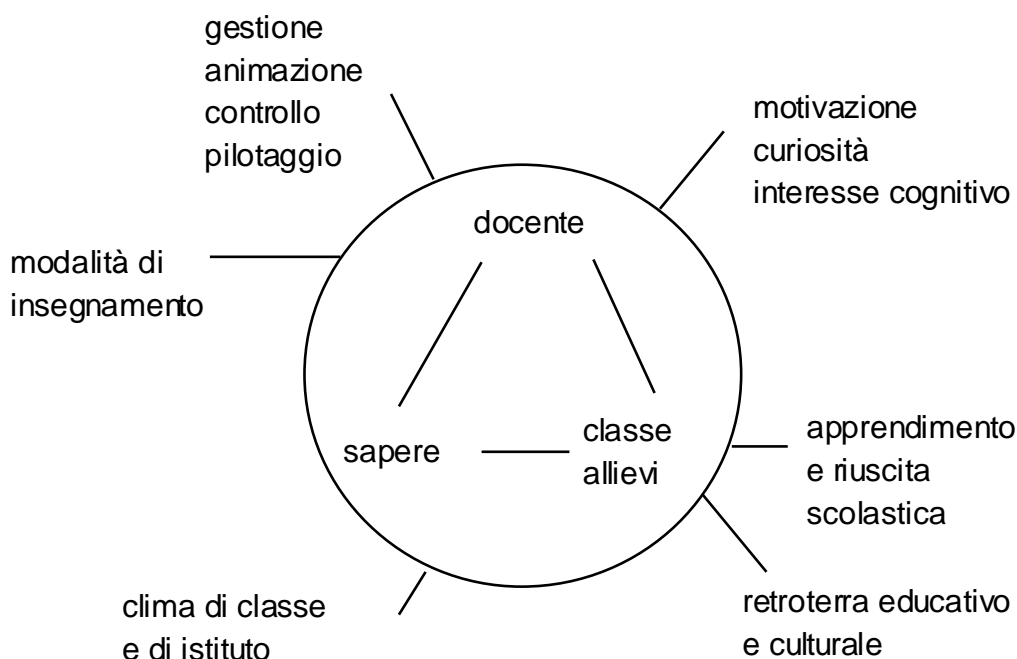 gestione
animazione
controllo
pilotaggio
motivazione
curiosità
interesse cognitivo
docente
modalità di
insegnamento
sapere
classe
allievi
apprendimento
e riuscita
scolastica
clima di classe
e di istituto
retroterra educativo
e culturale